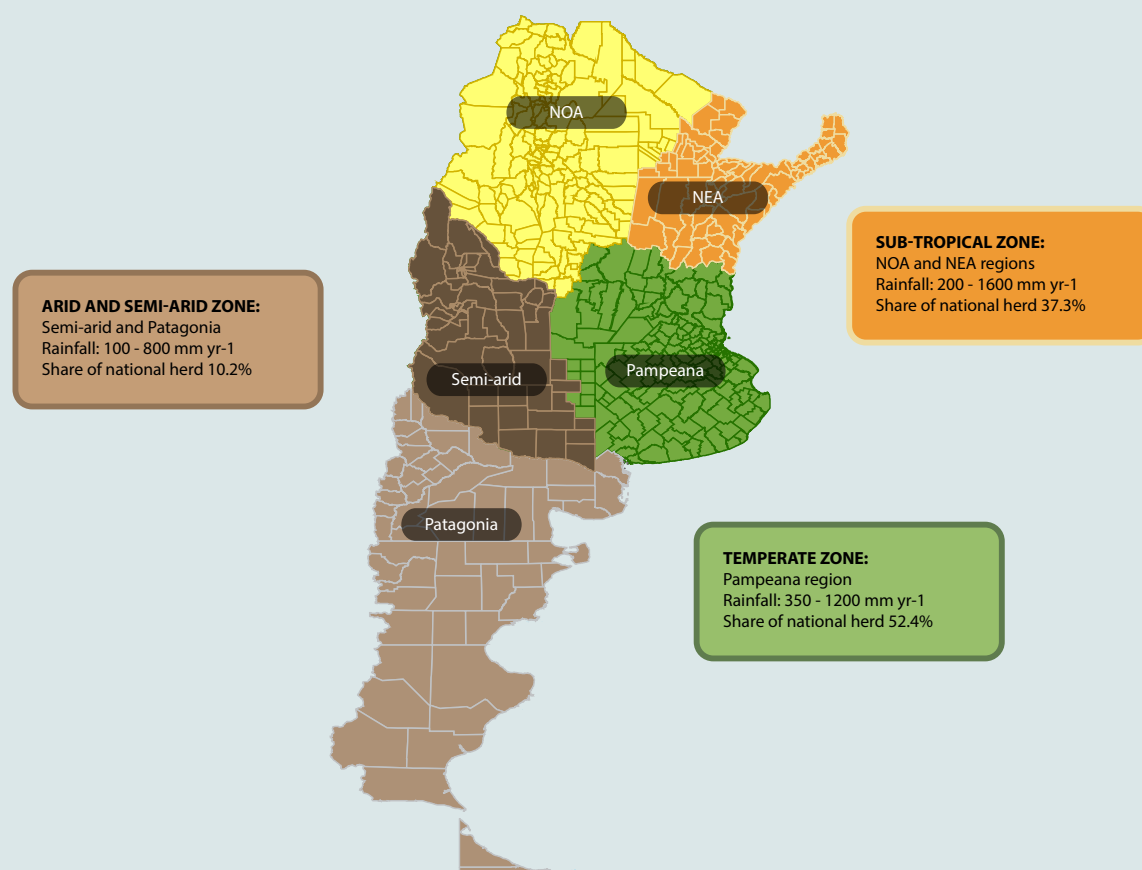 NOA
NEA
SUB-TROPICAL ZONE:
NOA and NEA regions
Rainfall: 200 - 1600 mm yr-1
Share of national herd 37.3%
ARID AND SEMI-ARID ZONE:
Semi-arid and Patagonia
Rainfall: 100 - 800 mm yr-1
Share of national herd 10.2%
Semi-arid
Pampeana
Patagonia
TEMPERATE ZONE:
Pampeana region
Rainfall: 350 - 1200 mm yr-1
Share of national herd 52.4%